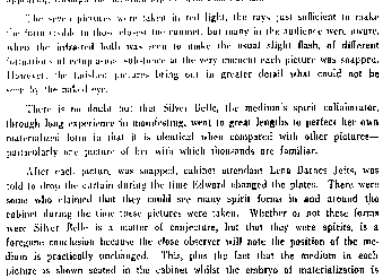 The seven pictures were taken in red light, the rays just sufficient to make
the form visible to those closest the cabinet, but many in the audience were aware,
when the infra-red bulb was seen to make the usual slight flash, of different
formations of ectoplasmic substance at the very moment each picture was snapped.
However, the finished pictures bring out in greater detail what could not be
seen by the naked eye.
There is no doubt but that Silver Belle, the medium's spirit collaborator,
through long experience in manifesting, went to great lengths to perfect her own
materialized form in that it is identical when compared with other pictures—
particularly one picture of her with which thousands are familiar.
After each picture was snapped, cabinet attendant Lena Barnes Jefts, was
told to drop the curtain during the time Edward changed the plates. There were
some who claimed that they could see many spirit forms in and around the
cabinet during the time these pictures were taken. Whether or not these forms
were Silver Belle is a matter of conjecture, but that they were spirits, is a
foregone conclusion because the close observer will note the position of the me-
dium is practically unchanged. This, plus the fact that the medium in each
picture is shown seated in the cabinet whilst the embryo of materialization is